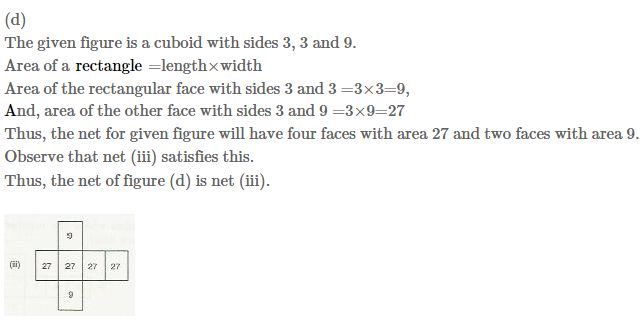 (d)
The given figure is a cuboid with sides 3, 3 and 9.
Area of a rectangle =length×width
Area of the rectangular face with sides 3 and 3 =3×3=9,
And, area of the other face with sides 3 and 9 =3×9=27
Thus, the net for given figure will have four faces with area 27 and two faces with area 9.
Observe that net (iii) satisfies this.
Thus, the net of figure (d) is net (iii).
9
(iii) 27 27 27 27
9